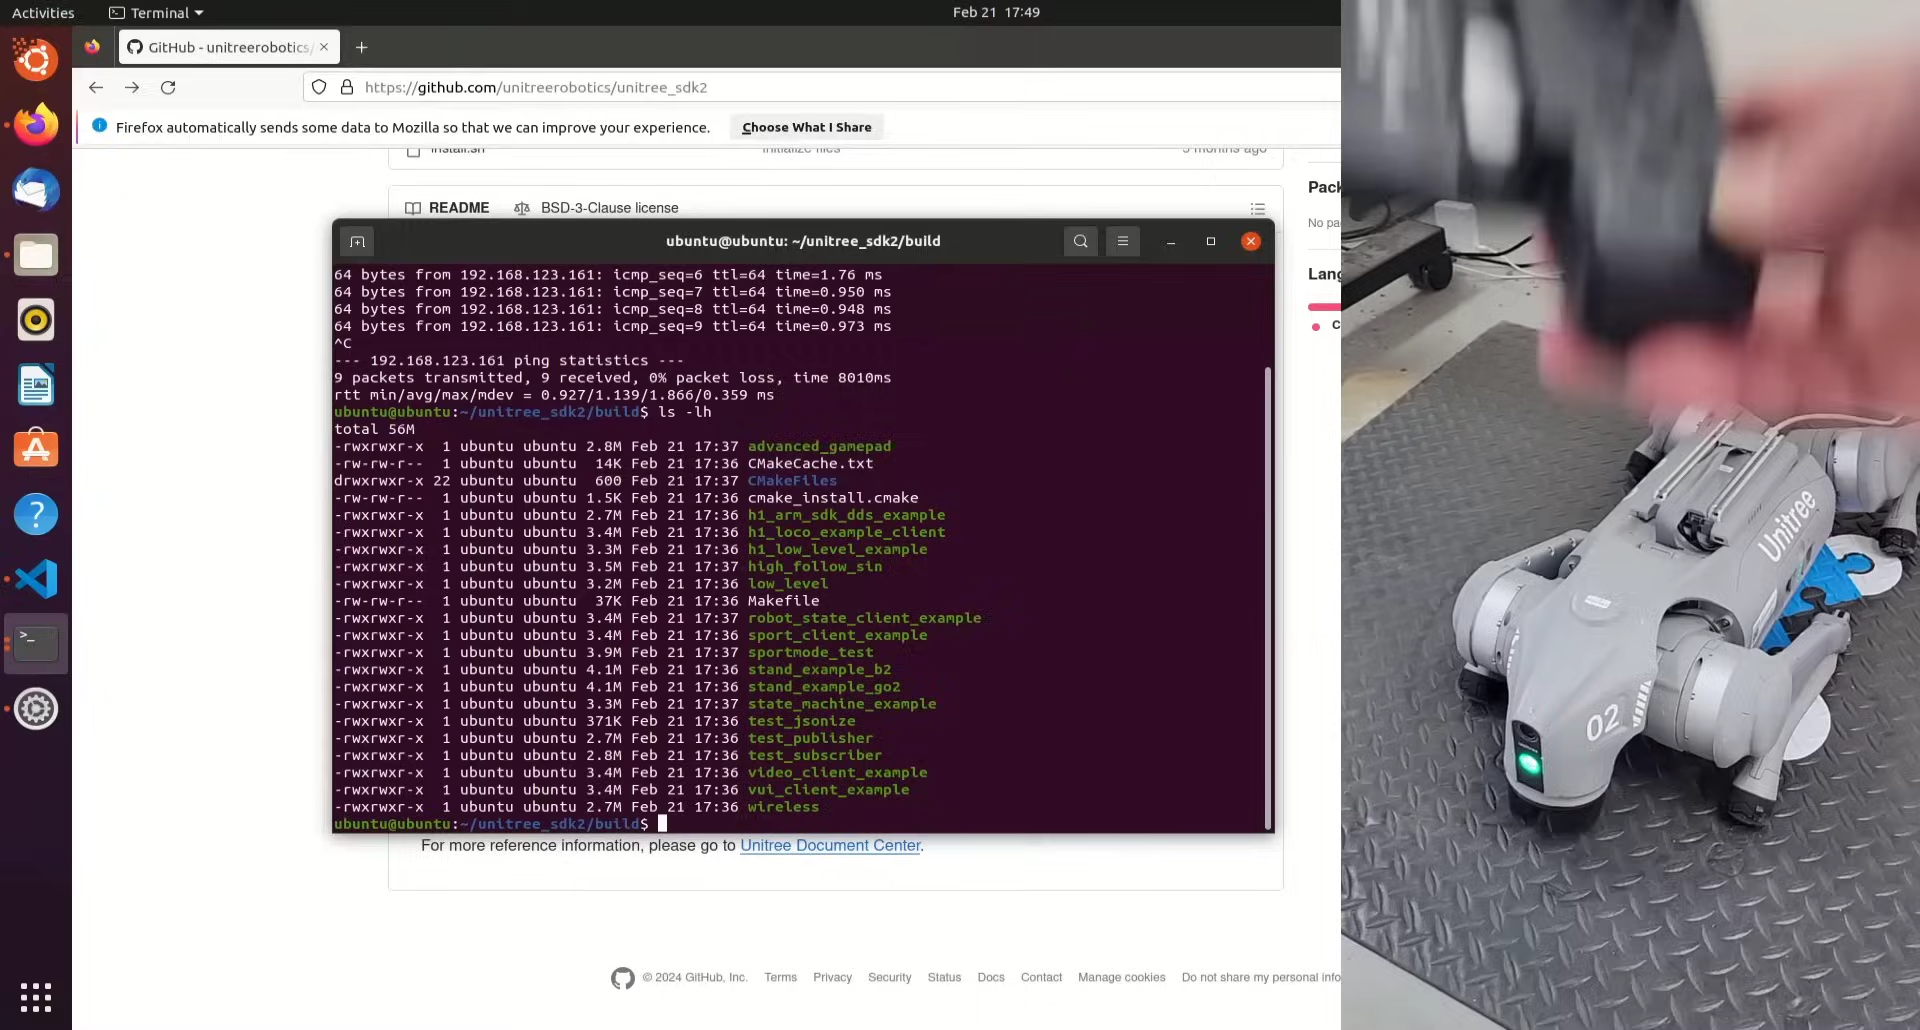 Activities
Terminal
Feb 21 17:49
GitHub - unitreerobotics/
https://github.com/unitreerobotics/unitree_sdk2
Firefox automatically sends some data to Mozilla so that we can improve your experience.
Choose What I Share
install.sh
Initialize files
5 months ago
Pack
README
BSD-3-Clause license
No pa
Lang
C
ubuntu@ubuntu: ~/unitree_sdk2/build
64 bytes from 192.168.123.161: icmp_seq=6 ttl=64 time=1.76 ms
64 bytes from 192.168.123.161: icmp_seq=7 ttl=64 time=0.950 ms
64 bytes from 192.168.123.161: icmp_seq=8 ttl=64 time=0.948 ms
64 bytes from 192.168.123.161: icmp_seq=9 ttl=64 time=0.973 ms
^C
--- 192.168.123.161 ping statistics ---
9 packets transmitted, 9 received, 0% packet loss, time 8010ms
rtt min/avg/max/mdev = 0.927/1.139/1.866/0.359 ms
ubuntu@ubuntu:~/unitree_sdk2/build$ ls -lh
total 56M
-rwxrwxr-x 1 ubuntu ubuntu 2.8M Feb 21 17:37 advanced_gamepad
-rw-rw-r-- 1 ubuntu ubuntu 14K Feb 21 17:36 CMakeCache.txt
drwxrwxr-x 22 ubuntu ubuntu 600 Feb 21 17:37 CMakeFiles
-rw-rw-r-- 1 ubuntu ubuntu 1.5K Feb 21 17:36 cmake_install.cmake
-rwxrwxr-x 1 ubuntu ubuntu 2.7M Feb 21 17:36 h1_arm_sdk_dds_example
-rwxrwxr-x 1 ubuntu ubuntu 3.4M Feb 21 17:36 h1_loco_example_client
-rwxrwxr-x 1 ubuntu ubuntu 3.3M Feb 21 17:36 h1_low_level_example
-rwxrwxr-x 1 ubuntu ubuntu 3.5M Feb 21 17:37 high_follow_sin
-rwxrwxr-x 1 ubuntu ubuntu 3.2M Feb 21 17:36 low_level
-rw-rw-r-- 1 ubuntu ubuntu 37K Feb 21 17:36 Makefile
-rwxrwxr-x 1 ubuntu ubuntu 3.4M Feb 21 17:37 robot_state_client_example
-rwxrwxr-x 1 ubuntu ubuntu 3.4M Feb 21 17:36 sport_client_example
-rwxrwxr-x 1 ubuntu ubuntu 3.9M Feb 21 17:37 sportmode_test
-rwxrwxr-x 1 ubuntu ubuntu 4.1M Feb 21 17:36 stand_example_b2
-rwxrwxr-x 1 ubuntu ubuntu 4.1M Feb 21 17:36 stand_example_go2
-rwxrwxr-x 1 ubuntu ubuntu 3.3M Feb 21 17:37 state_machine_example
-rwxrwxr-x 1 ubuntu ubuntu 371K Feb 21 17:36 test_jsonize
-rwxrwxr-x 1 ubuntu ubuntu 2.7M Feb 21 17:36 test_publisher
-rwxrwxr-x 1 ubuntu ubuntu 2.8M Feb 21 17:36 test_subscriber
-rwxrwxr-x 1 ubuntu ubuntu 3.4M Feb 21 17:36 video_client_example
-rwxrwxr-x 1 ubuntu ubuntu 3.4M Feb 21 17:36 vui_client_example
-rwxrwxr-x 1 ubuntu ubuntu 2.7M Feb 21 17:36 wireless
ubuntu@ubuntu:~/unitree_sdk2/build$
For more reference information, please go to Unitree Document Center.
© 2024 GitHub, Inc. Terms Privacy Security Status Docs Contact Manage cookies Do not share my personal info
Unitree
02